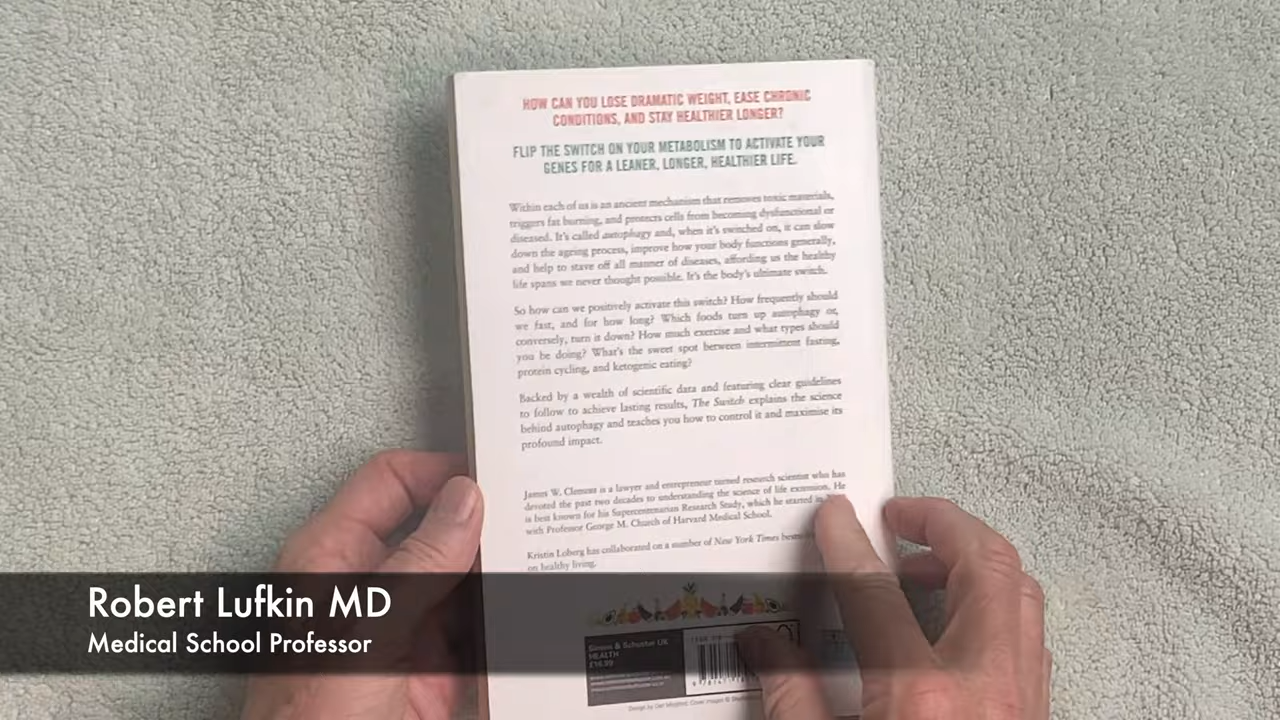 HOW CAN YOU LOSE DRAMATIC WEIGHT, EASE CHRONIC
CONDITIONS, AND STAY HEALTHIER LONGER?
FLIP THE SWITCH ON YOUR METABOLISM TO ACTIVATE YOUR
GENES FOR A LEANER, LONGER, HEALTHIER LIFE.
Within each of us is an ancient mechanism that removes toxic materials,
triggers fat burning, and protects cells from becoming dysfunctional or
diseased. It's called autophagy and, when it's switched on, it can slow
down the ageing process, improve how your body functions generally,
and help to stave off all manner of diseases, affording us the healthy
life spans we never thought possible. It's the body's ultimate switch.
So how can we positively activate this switch? How frequently should
we fast, and for how long? Which foods turn up autophagy or,
conversely, turn it down? How much exercise and what types should
you be doing? What's the sweet spot between intermittent fasting,
protein cycling, and ketogenic eating?
Backed by a wealth of scientific data and featuring clear guidelines
to follow to achieve lasting results, The Switch explains the science
behind autophagy and teaches you how to control it and maximise its
profound impact.
James W. Clement is a lawyer and entrepreneur turned research scientist who has
devoted the past two decades to understanding the science of life extension. He
is best known for his Supercentenarian Research Study, which he started in
with Professor George M. Church of Harvard Medical School.
Kristin Loberg has collaborated on a number of New York Times
on healthy living.
Robert Lufkin MD
Medical School Professor
Simon & Schuster UK
HEALTH
£16.99